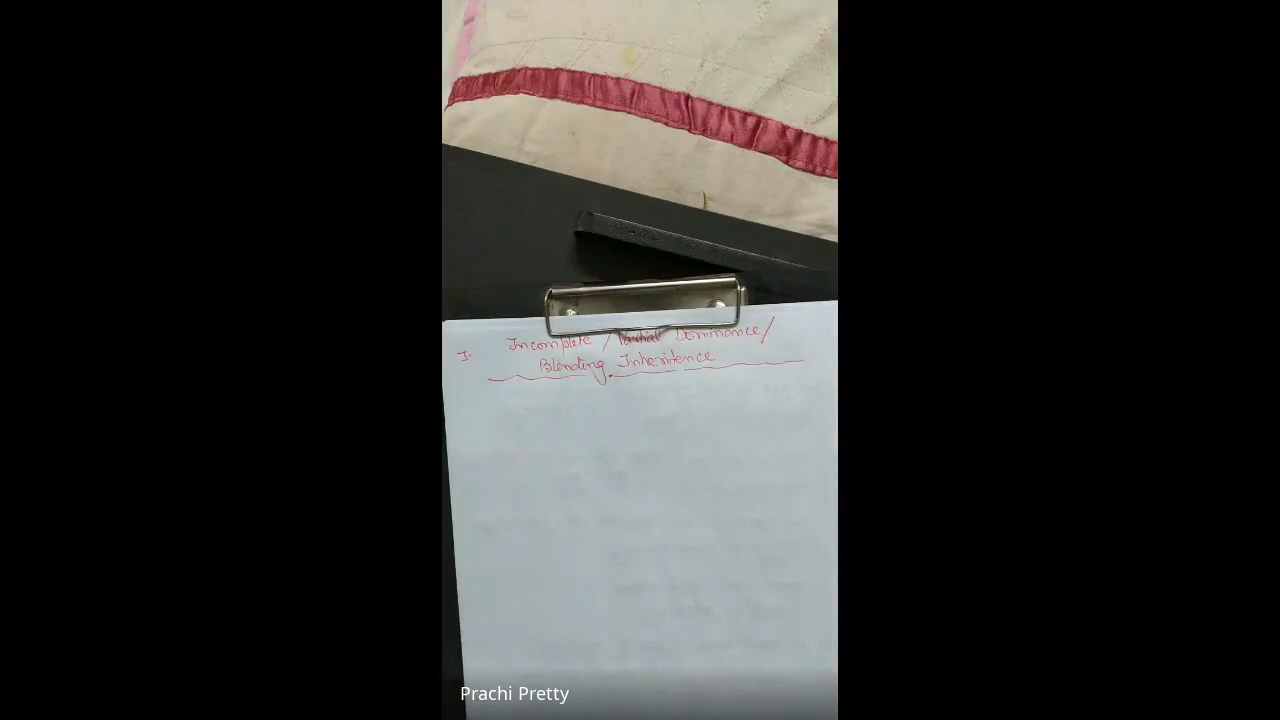 I. Incomplete / Partial Dominance/
Blending Inheritence
Prachi Pretty